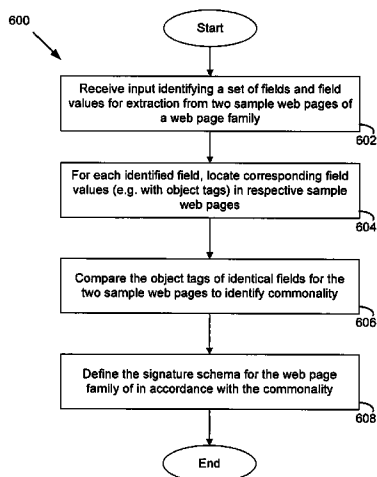 600
Start
Receive input identifying a set of fields and field
values for extraction from two sample web pages of
a web page family
602
For each identified field, locate corresponding field
values (e.g. with object tags) in respective sample
web pages
604
Compare the object tags of identical fields for the
two sample web pages to identify commonality
606
Define the signature schema for the web page
family of in accordance with the commonality
608
End